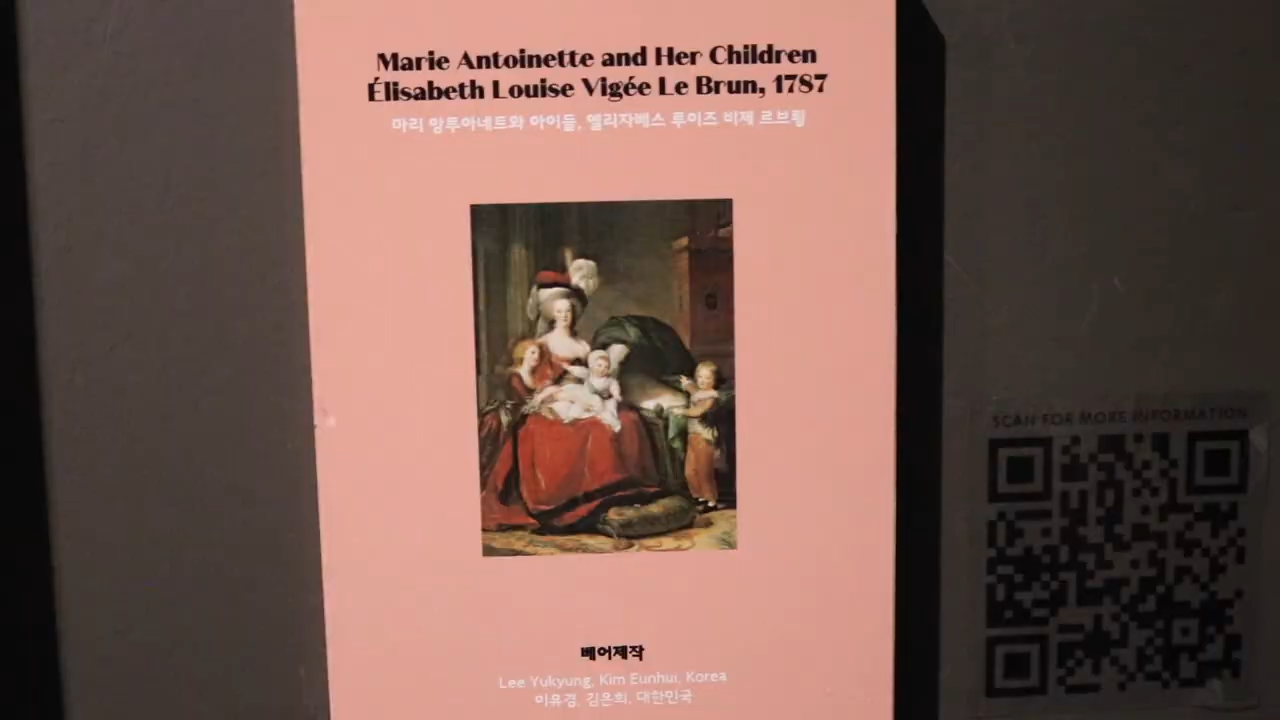 Marie Antoinette and Her Children
Élisabeth Louise Vigée Le Brun, 1787
마리 앙투아네트와 아이들, 엘리자베스 루이즈 비제 르브룅
베어제작
Lee Yukyung, Kim Eunhui, Korea
이유경, 김은희, 대한민국
SCAN FOR MORE INFORMATION